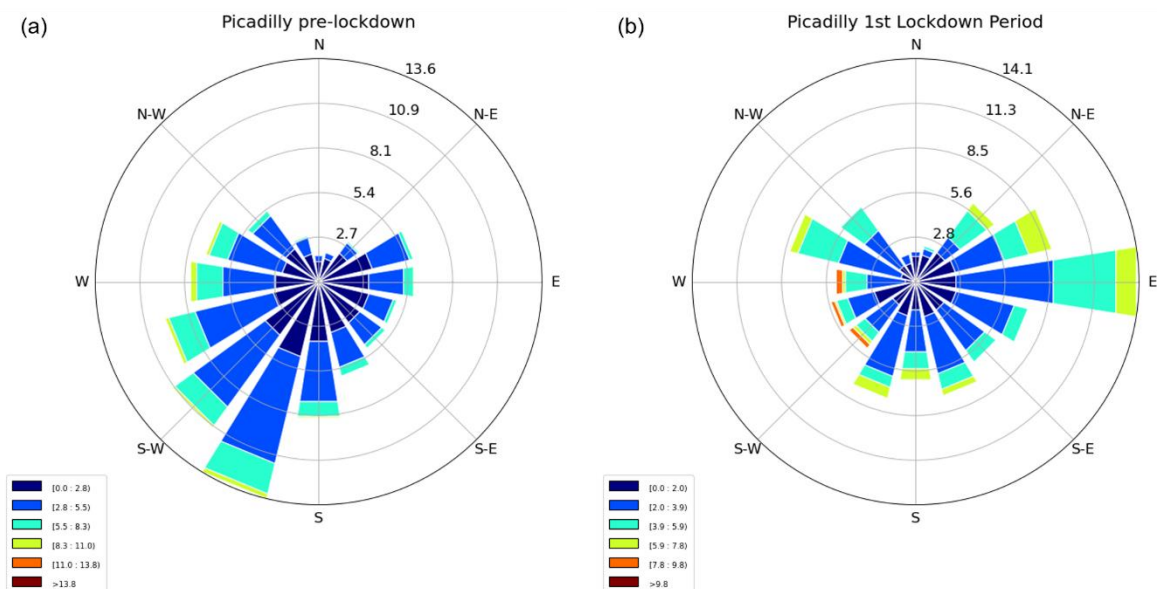 (a)
Picadilly pre-lockdown
N
13.6
10.9
N-W
N-E
8.1
5.4
2.7
W
E
S-W
S-E
S
[0.0 : 2.8)
[2.8 : 5.5)
[5.5 : 8.3)
[8.3 : 11.0)
[11.0 : 13.8)
>13.8
(b)
Picadilly 1st Lockdown Period
N
14.1
11.3
N-W
N-E
8.5
5.6
2.8
W
E
S-W
S-E
S
[0.0 : 2.0)
[2.0 : 3.9)
[3.9 : 5.9)
[5.9 : 7.8)
[7.8 : 9.8)
>9.8